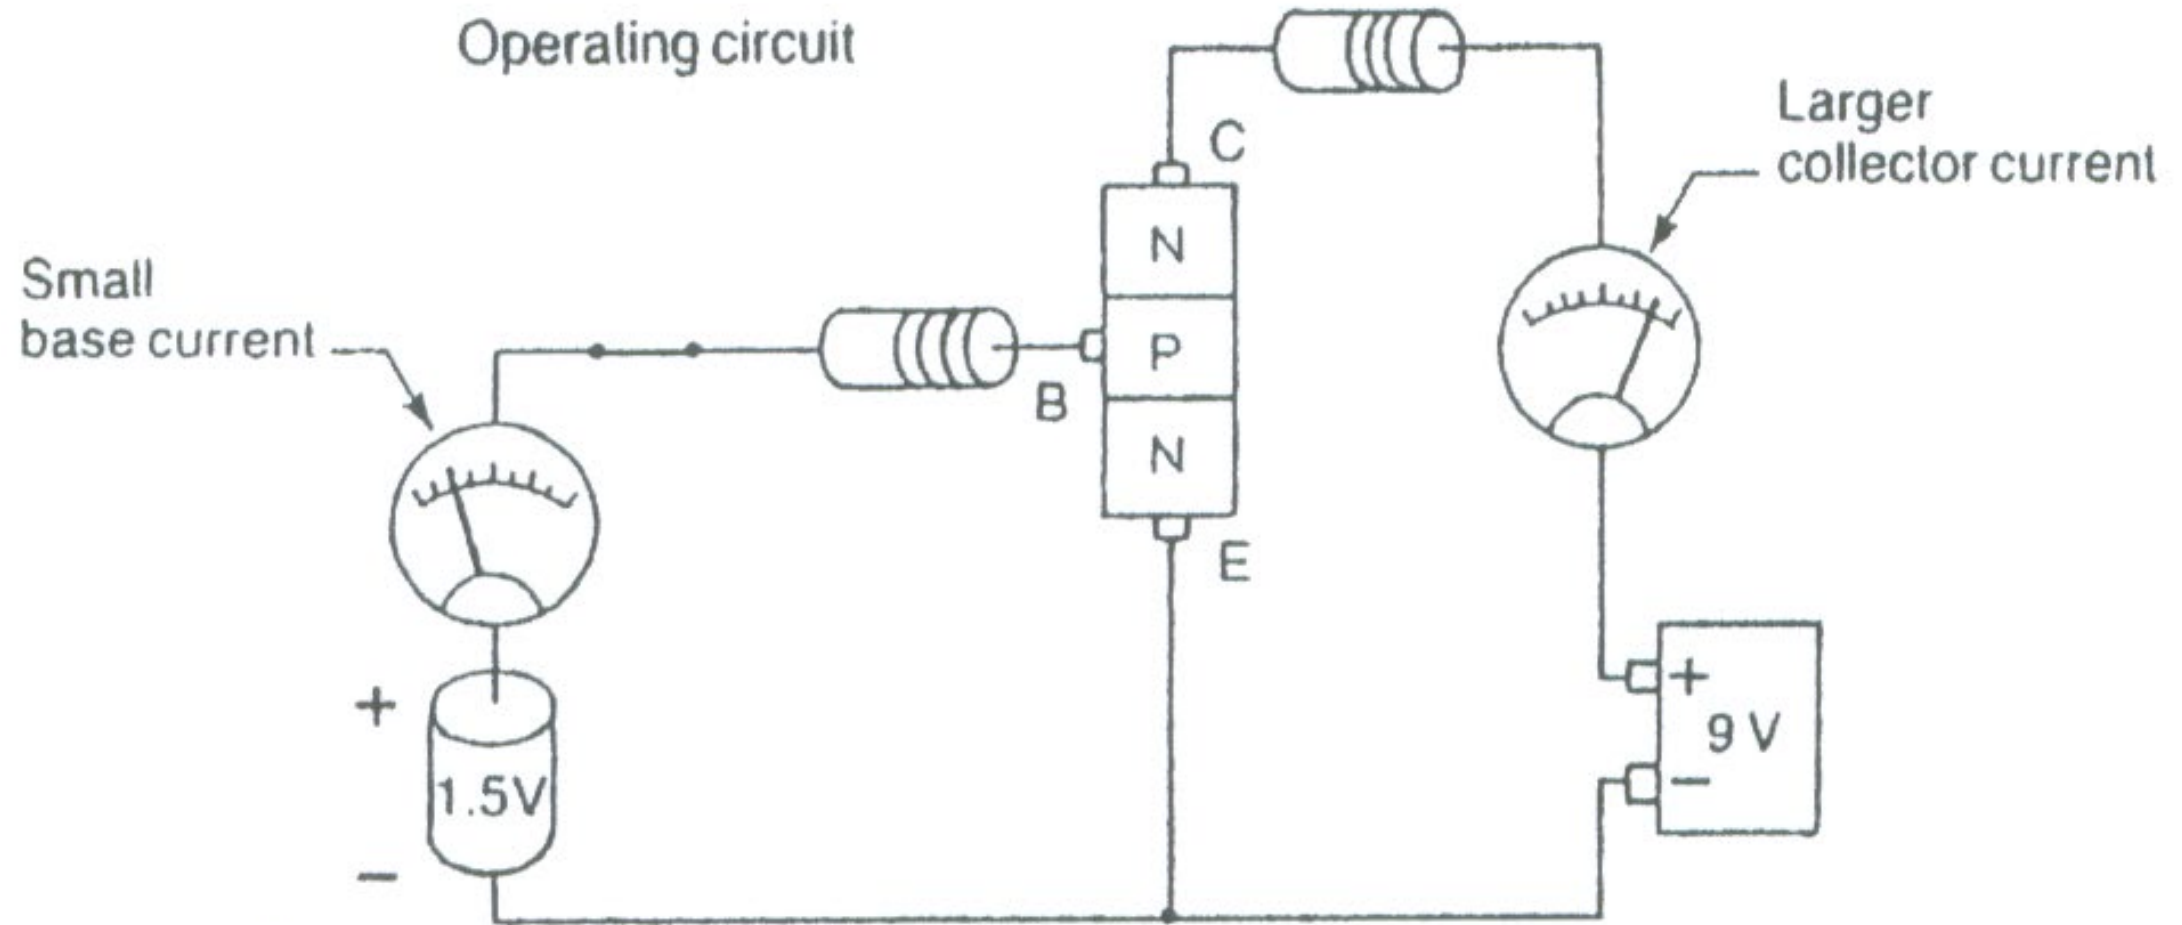 Operating circuit
Larger
collector current
C
N
Small
base current
P
B
N
E
+
+
9 V
1.5V
−
−